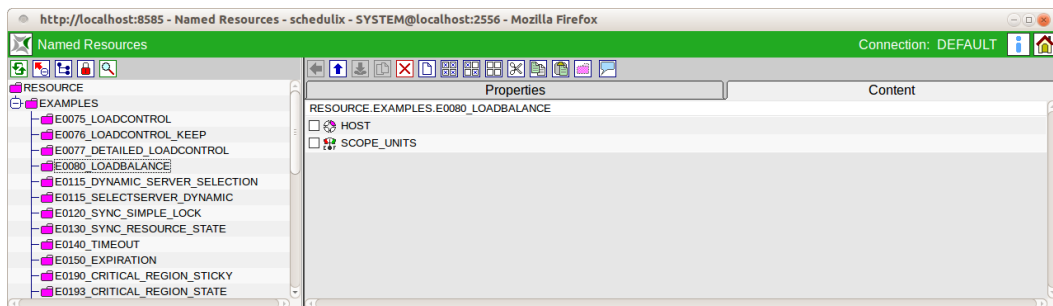 http://localhost:8585 - Named Resources - schedulix - SYSTEM@localhost:2556 - Mozilla Firefox
Named Resources
Connection: DEFAULT
RESOURCE
EXAMPLES
E0075_LOADCONTROL
E0076_LOADCONTROL_KEEP
E0077_DETAILED_LOADCONTROL
E0080_LOADBALANCE
E0115_DYNAMIC_SERVER_SELECTION
E0115_SELECTSERVER_DYNAMIC
E0120_SYNC_SIMPLE_LOCK
E0130_SYNC_RESOURCE_STATE
E0140_TIMEOUT
E0150_EXPIRATION
E0190_CRITICAL_REGION_STICKY
E0193_CRITICAL_REGION_STATE
Properties
Content
RESOURCE.EXAMPLES.E0080_LOADBALANCE
HOST
SCOPE_UNITS